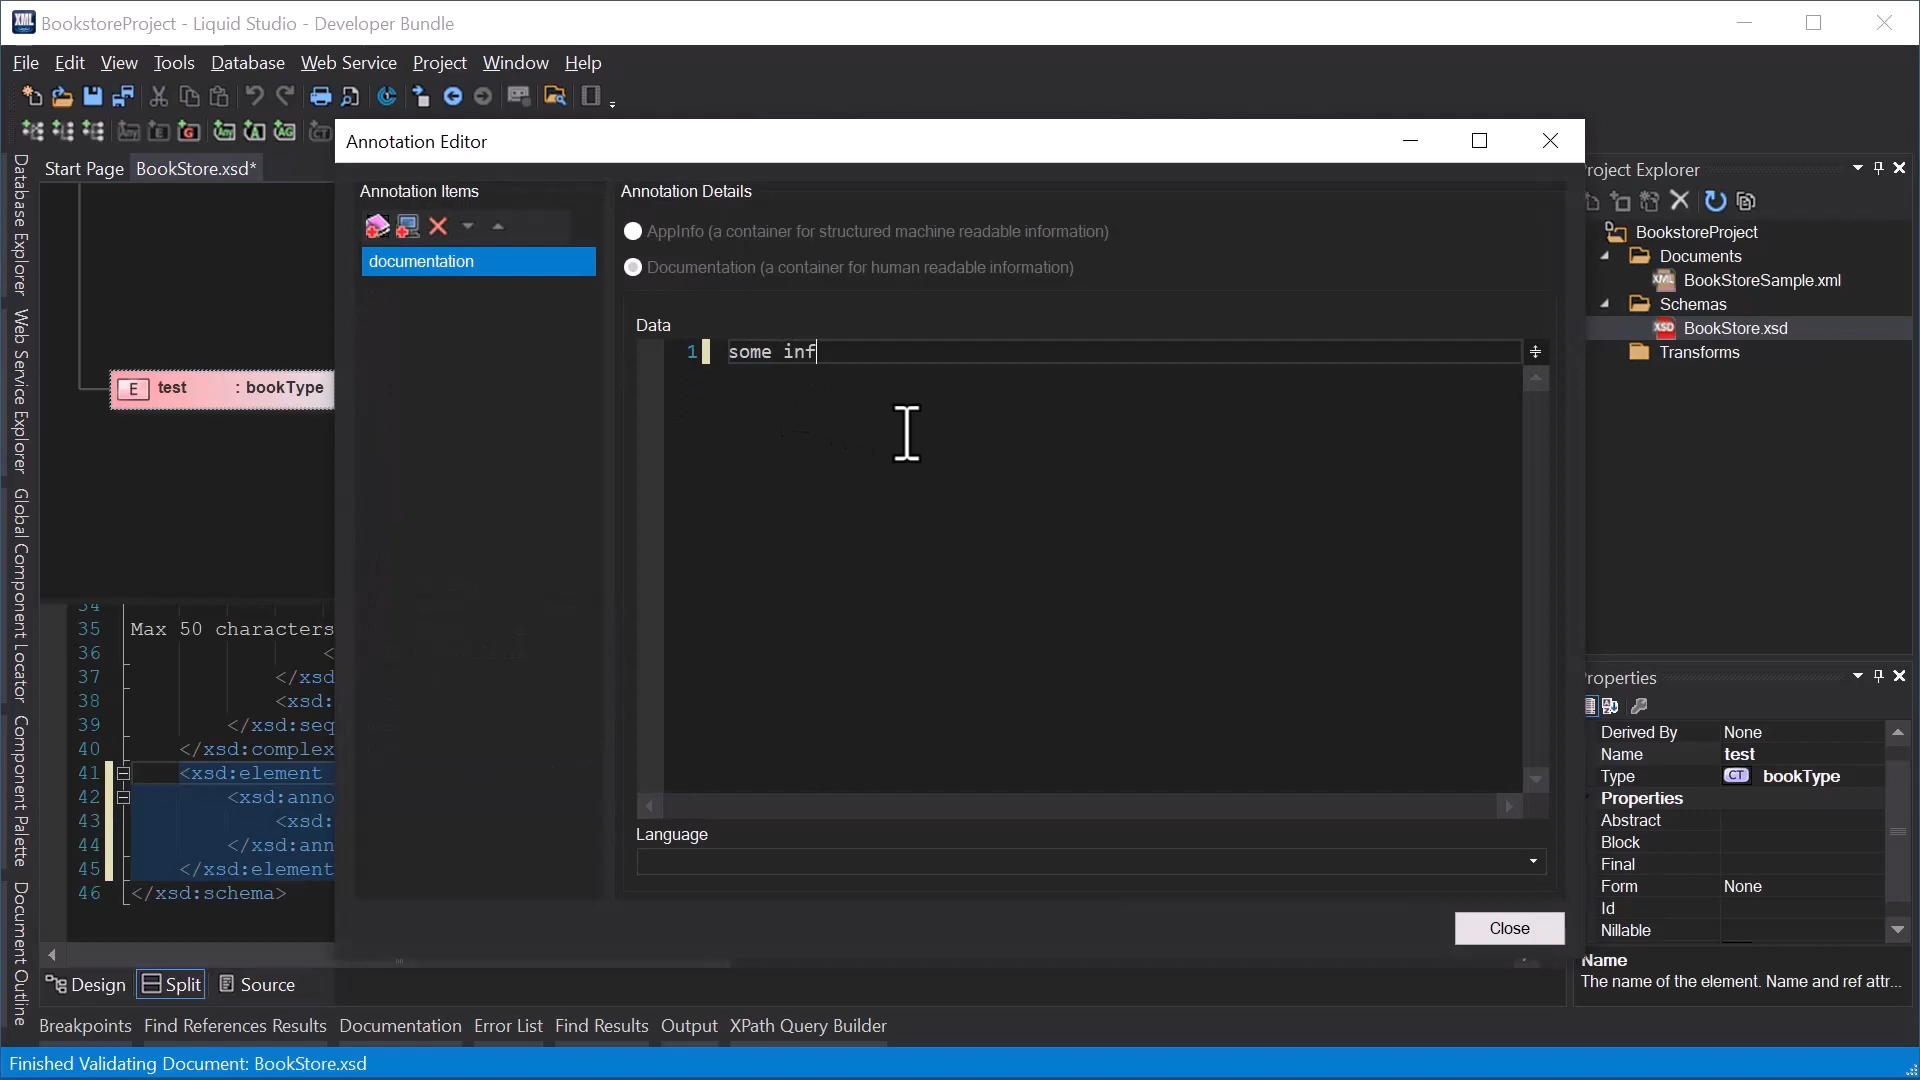 BookstoreProject - Liquid Studio - Developer Bundle
File Edit View Tools Database Web Service Project Window Help
Annotation Editor
Start Page BookStore.xsd*
Database Explorer
Web Service Explorer
Global Component Locator
Component Palette
Document Outline
E test : bookType
Annotation Items
documentation
Annotation Details
AppInfo (a container for structured machine readable information)
Documentation (a container for human readable information)
Data
1 some inf
Language
Close
34
35 Max 50 characters
36 <
37 </xsd
38 <xsd:
39 </xsd:seq
40 </xsd:complex
41 <xsd:element
42 <xsd:anno
43 <xsd:
44 </xsd:ann
45 </xsd:element
46 </xsd:schema>
Design Split Source
Project Explorer
BookstoreProject
Documents
BookStoreSample.xml
Schemas
BookStore.xsd
Transforms
Properties
Derived By None
Name test
Type CT bookType
Properties
Abstract
Block
Final
Form None
Id
Nillable
Name
The name of the element. Name and ref attr...
Breakpoints Find References Results Documentation Error List Find Results Output XPath Query Builder
Finished Validating Document: BookStore.xsd